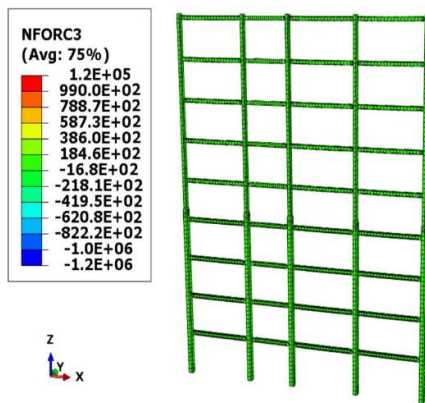 NFORC3
(Avg: 75%)
1.2E+05
990.0E+02
788.7E+02
587.3E+02
386.0E+02
184.6E+02
-16.8E+02
-218.1E+02
-419.5E+02
-620.8E+02
-822.2E+02
-1.0E+06
-1.2E+06
Z
Y
X